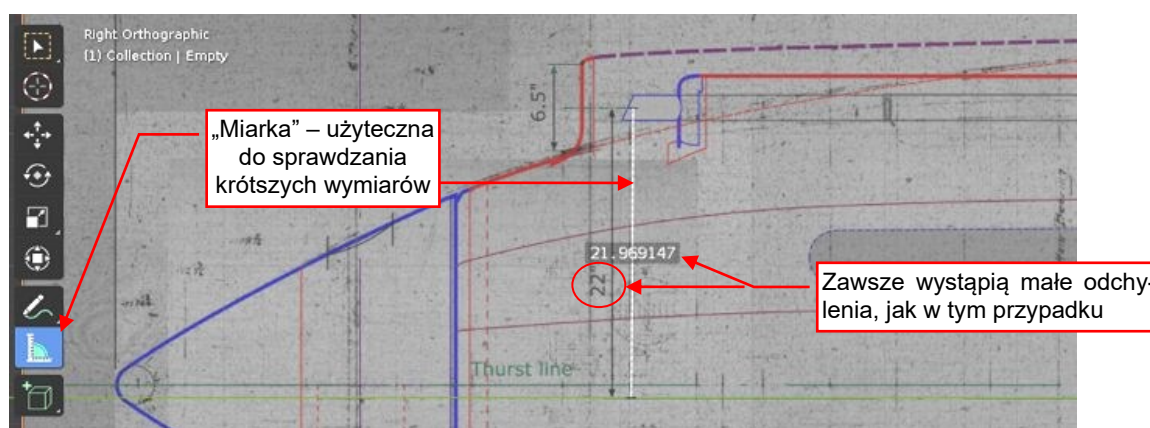 Right Orthographic
(1) Collection | Empty
6.5"
„Miarka” – użyteczna
do sprawdzania
krótszych wymiarów
21.969147
22"
Zawsze wystąpią małe odchy-
lenia, jak w tym przypadku
Thurst line